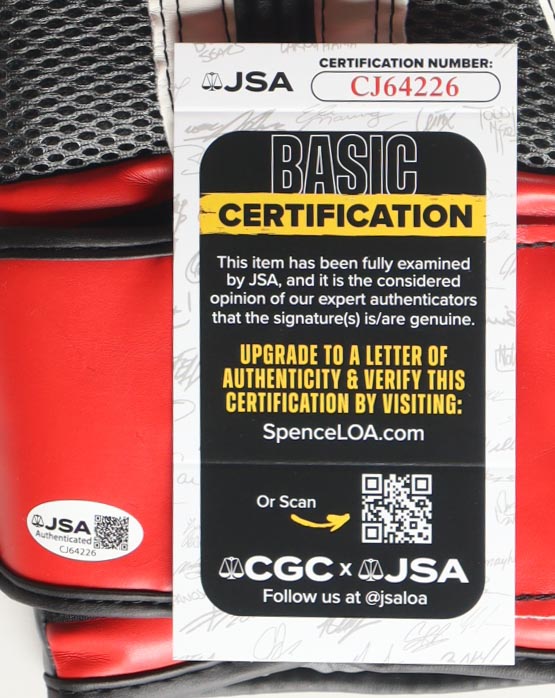 JSA
CERTIFICATION NUMBER:
CJ64226
BASIC
CERTIFICATION
This item has been fully examined
by JSA, and it is the considered
opinion of our expert authenticators
that the signature(s) is/are genuine.
UPGRADE TO A LETTER OF
AUTHENTICITY & VERIFY THIS
CERTIFICATION BY VISITING:
SpenceLOA.com
Or Scan
CGC x JSA
Follow us at @jsaloa
JSA
Authenticated
CJ64226